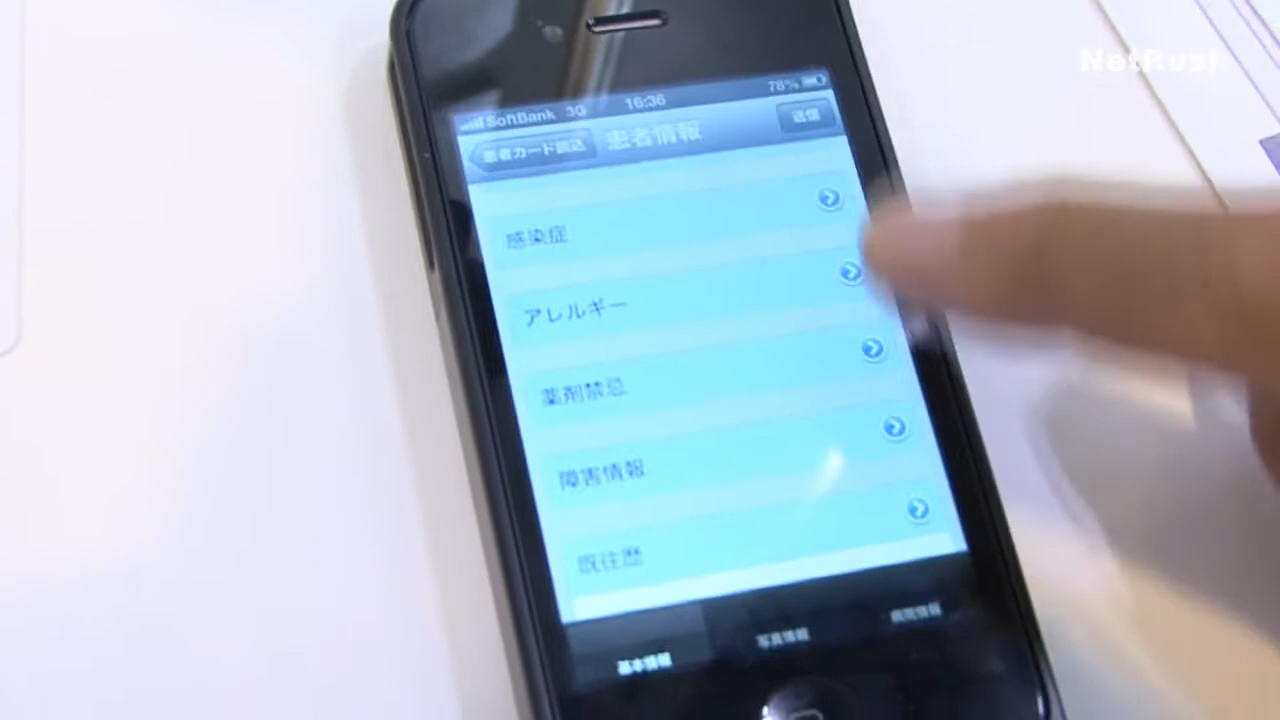 NetRush
SoftBank 3G 16:36 78%
患者カード読込 患者情報 送信
感染症
アレルギー
薬剤禁忌
障害情報
既往歴
基本情報 写真情報 病院情報